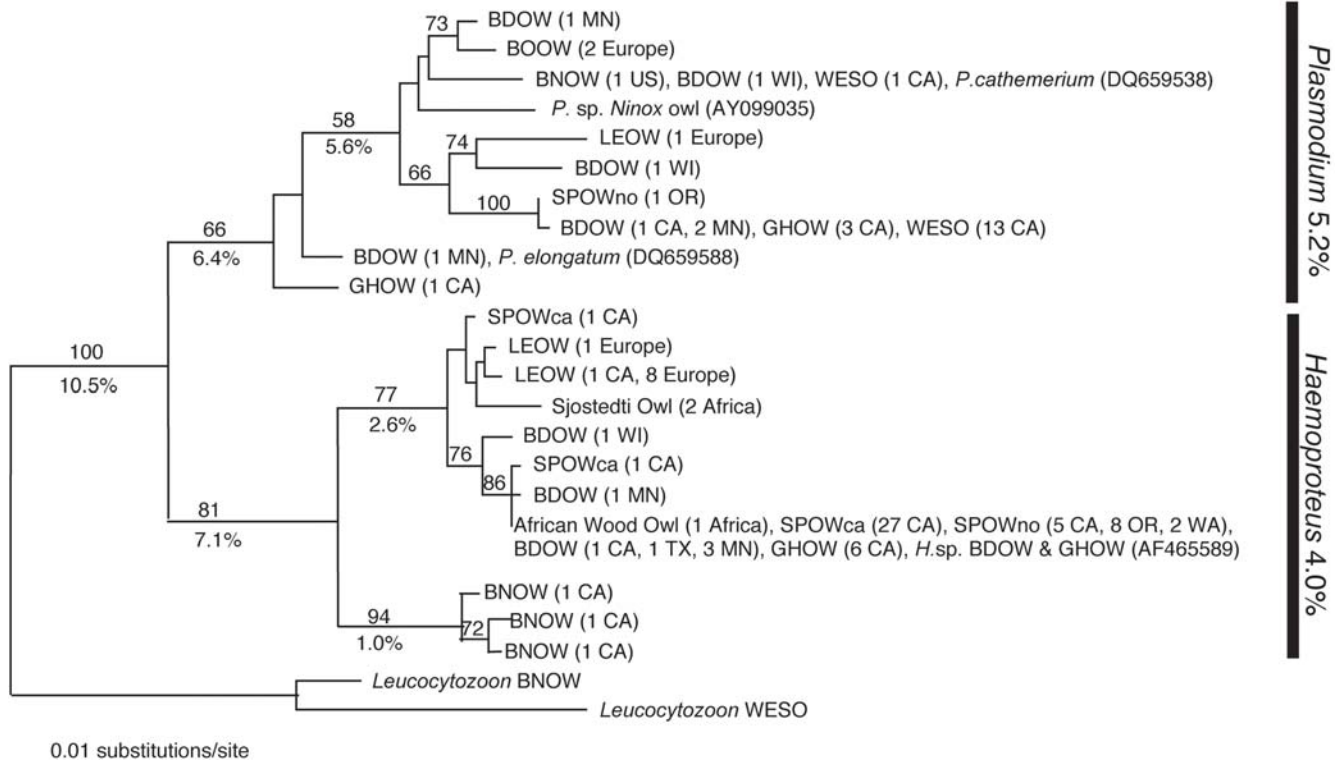 73
BDOW (1 MN)
BOOW (2 Europe)
BNOW (1 US), BDOW (1 WI), WESO (1 CA), P.cathemerium (DQ659538)
P. sp. Ninox owl (AY099035)
58
5.6%
LEOW (1 Europe)
74
BDOW (1 WI)
66
SPOWno (1 OR)
100
BDOW (1 CA, 2 MN), GHOW (3 CA), WESO (13 CA)
66
6.4%
BDOW (1 MN), P. elongatum (DQ659588)
GHOW (1 CA)
Plasmodium 5.2%
100
10.5%
SPOWca (1 CA)
LEOW (1 Europe)
LEOW (1 CA, 8 Europe)
77
2.6%
Sjostedti Owl (2 Africa)
BDOW (1 WI)
76
SPOWca (1 CA)
86
BDOW (1 MN)
African Wood Owl (1 Africa), SPOWca (27 CA), SPOWno (5 CA, 8 OR, 2 WA),
BDOW (1 CA, 1 TX, 3 MN), GHOW (6 CA), H.sp. BDOW & GHOW (AF465589)
81
7.1%
BNOW (1 CA)
94
1.0%
72
BNOW (1 CA)
BNOW (1 CA)
Haemoproteus 4.0%
Leucocytozoon BNOW
Leucocytozoon WESO
0.01 substitutions/site